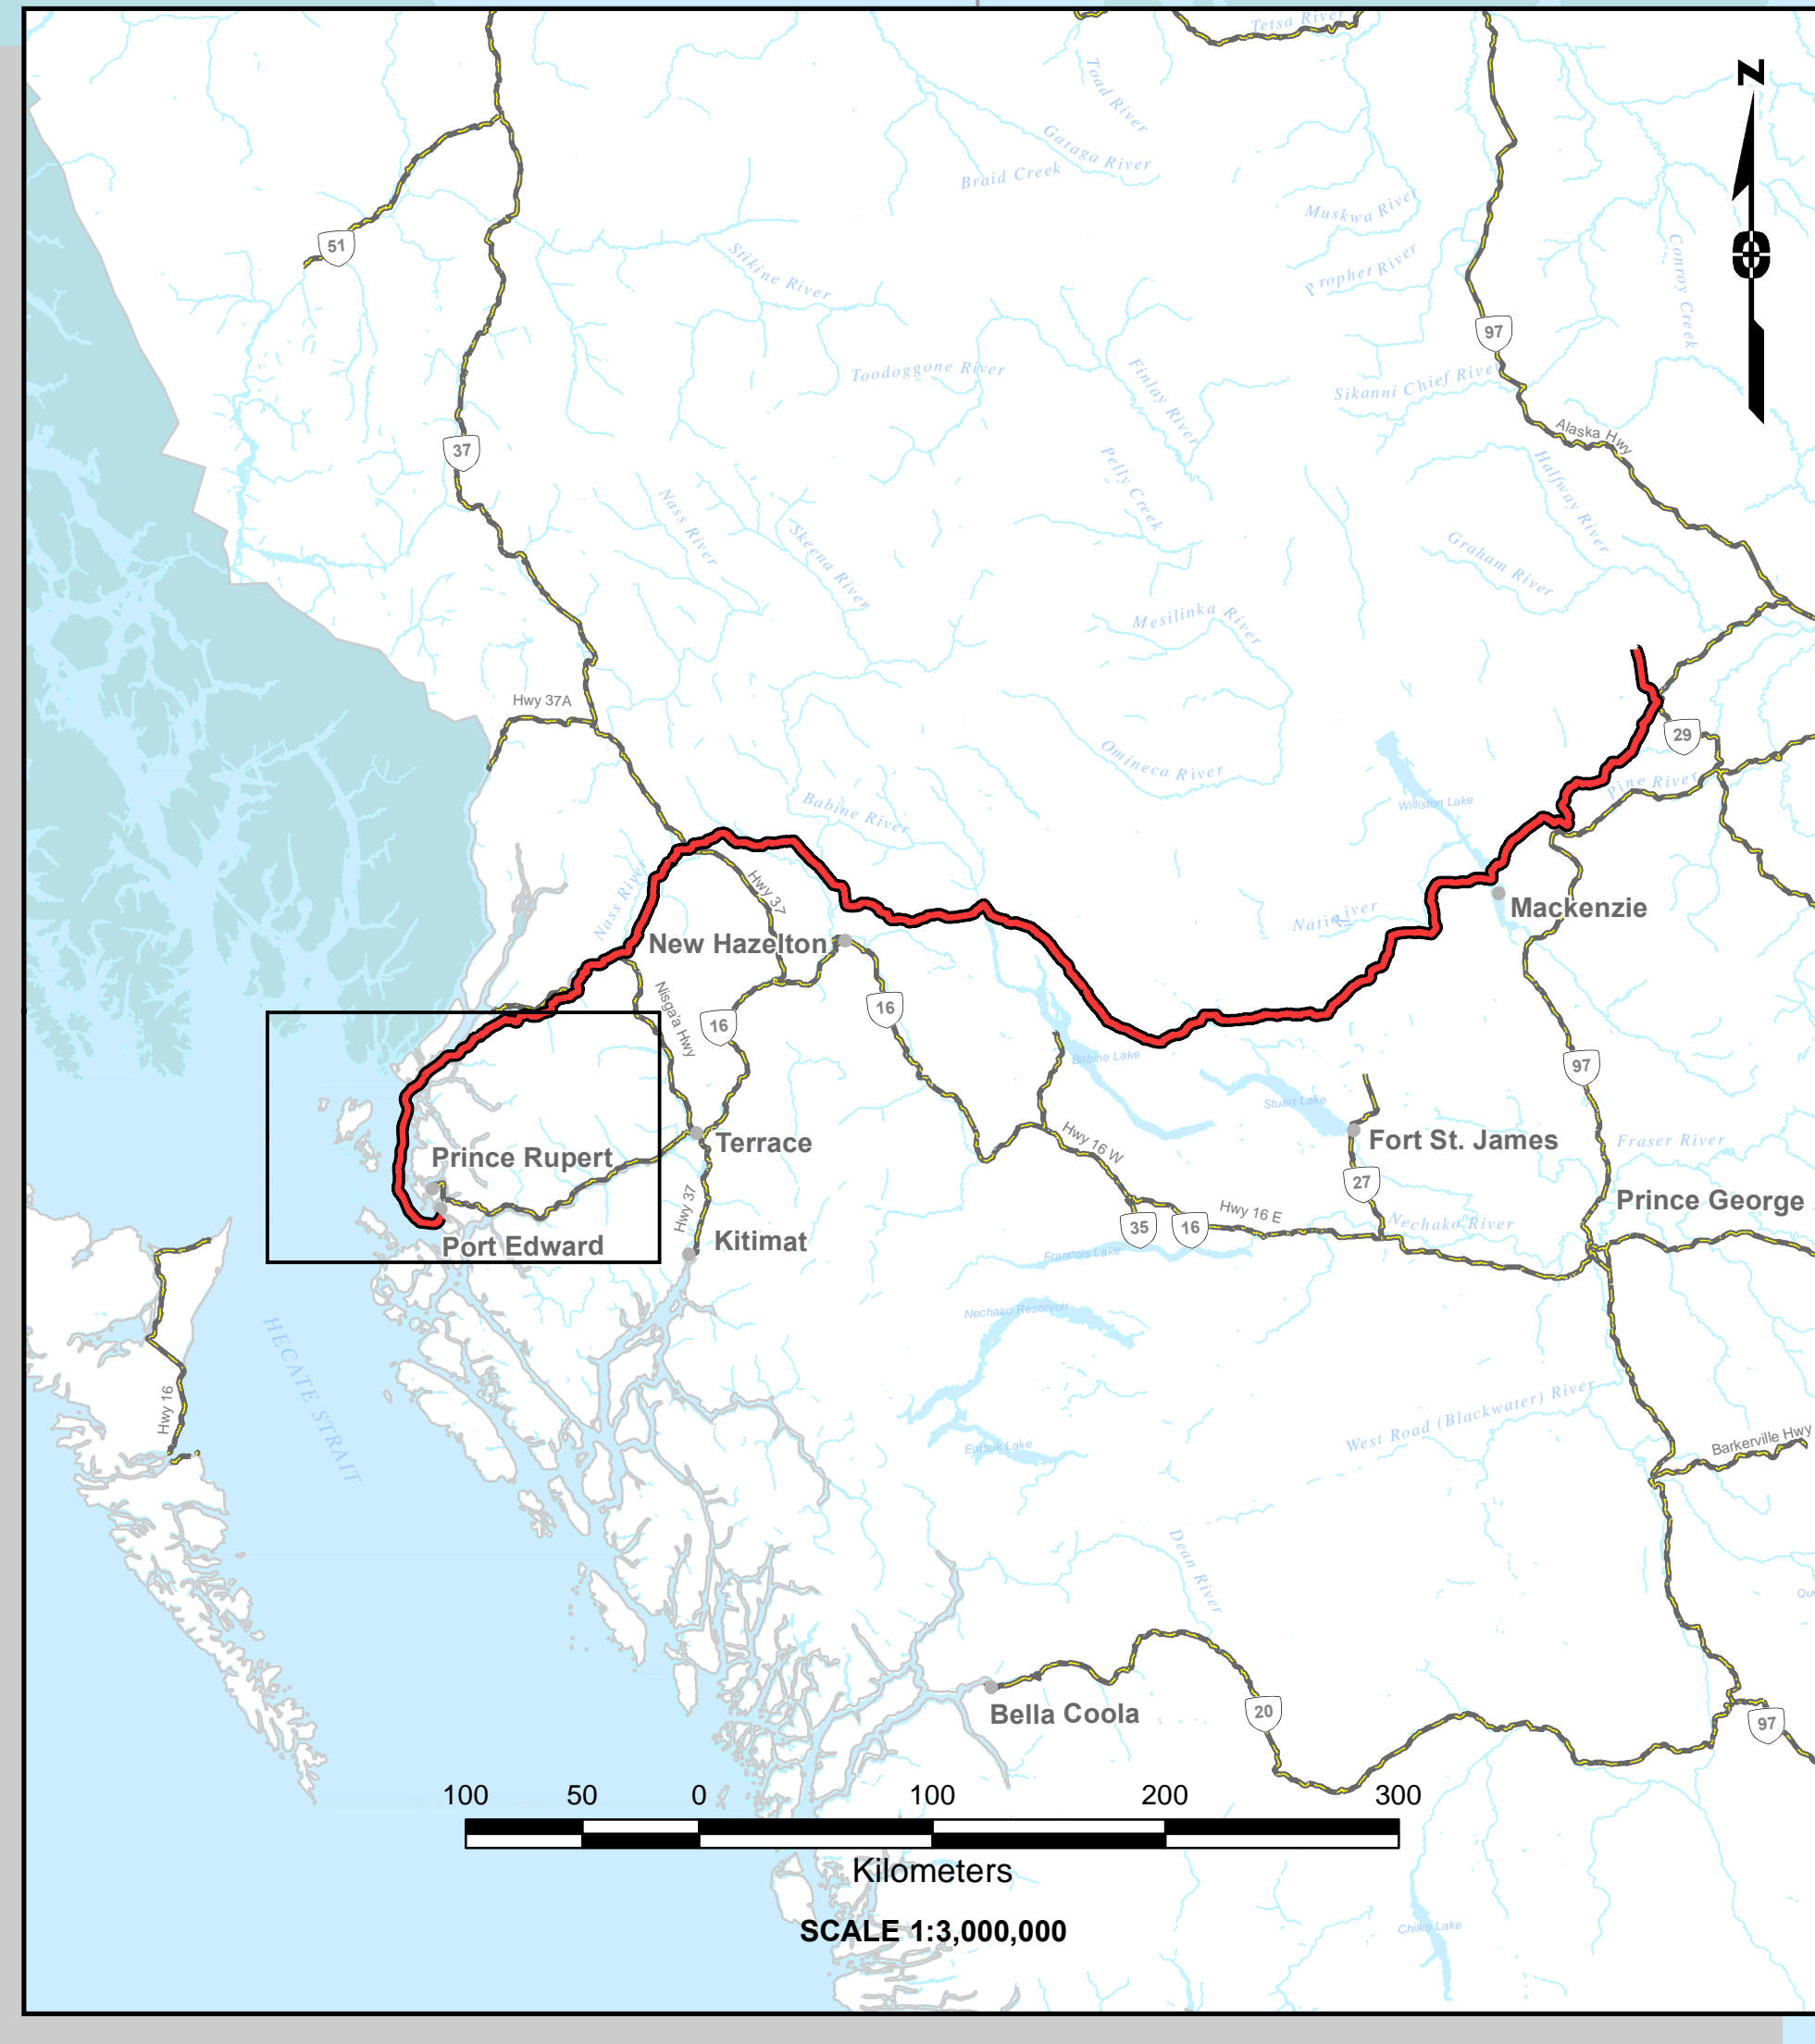 Tetsa River
N
Toad River
Gataga River
Braid Creek
Muskwa River
51
Stikine River
Prophet River
Conroy Creek
97
Toodoggone River
Finlay River
Sikanni Chief River
37
Alaska Hwy
Pelly Creek
Halfway River
Nass River
Skeena River
Graham River
Mesilinka River
Hwy 37A
29
Omineca River
Pine River
Williston Lake
Babine River
Hwy 37
Nass River
Mackenzie
New Hazelton
Nisga'a Hwy
16
16
Babine Lake
97
Stuart Lake
Hwy 16 W
Terrace
Fort St. James
Fraser River
Prince Rupert
27
Prince George
Hwy 37
Hwy 16 E
35
16
Nechako River
Port Edward
Kitimat
Francois Lake
Nechako Reservoir
HECATE STRAIT
Hwy 16
West Road (Blackwater) River
Eutsuk Lake
Barkerville Hwy
Dean River
Bella Coola
20
97
100 50 0 100 200 300
Kilometers
SCALE 1:3,000,000
Chilko Lake